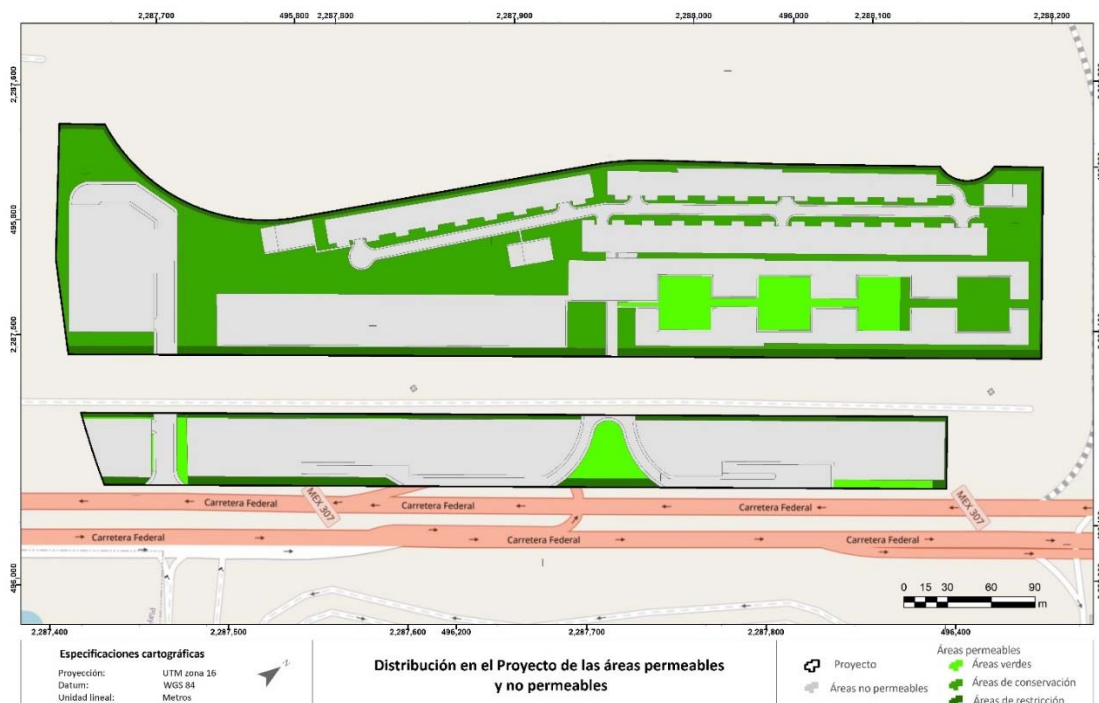 2,287,700 495,800 2,287,800 2,287,900 2,288,000 496,000 2,288,100 2,288,200
2,287,600
495,900
2,287,500
496,000
Carretera Federal
MEX 307
Carretera Federal
Carretera Federal
MEX 307
Carretera Federal
Carretera Federal
Carretera Federal
0 15 30 60 90
m
2,287,400 2,287,500 2,287,600 496,200 2,287,700 2,287,800 496,400
Especificaciones cartográficas
Proyección: UTM zona 16
Datum: WGS 84
Unidad lineal: Metros
N
Distribución en el Proyecto de las áreas permeables
y no permeables
Proyecto
Áreas no permeables
Áreas permeables
Áreas verdes
Áreas de conservación
Áreas de restricción